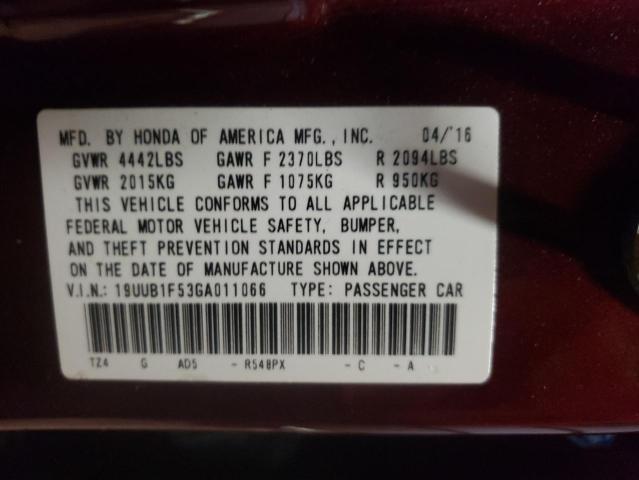 MFD. BY HONDA OF AMERICA MFG., INC. 04/'16
GVWR 4442LBS GAWR F 2370LBS R 2094LBS
GVWR 2015KG GAWR F 1075KG R 950KG
THIS VEHICLE CONFORMS TO ALL APPLICABLE
FEDERAL MOTOR VEHICLE SAFETY, BUMPER,
AND THEFT PREVENTION STANDARDS IN EFFECT
ON THE DATE OF MANUFACTURE SHOWN ABOVE.
V.I.N.: 19UUB1F53GA011066 TYPE: PASSENGER CAR
TZ4 G AD5 - R548PX - C - A